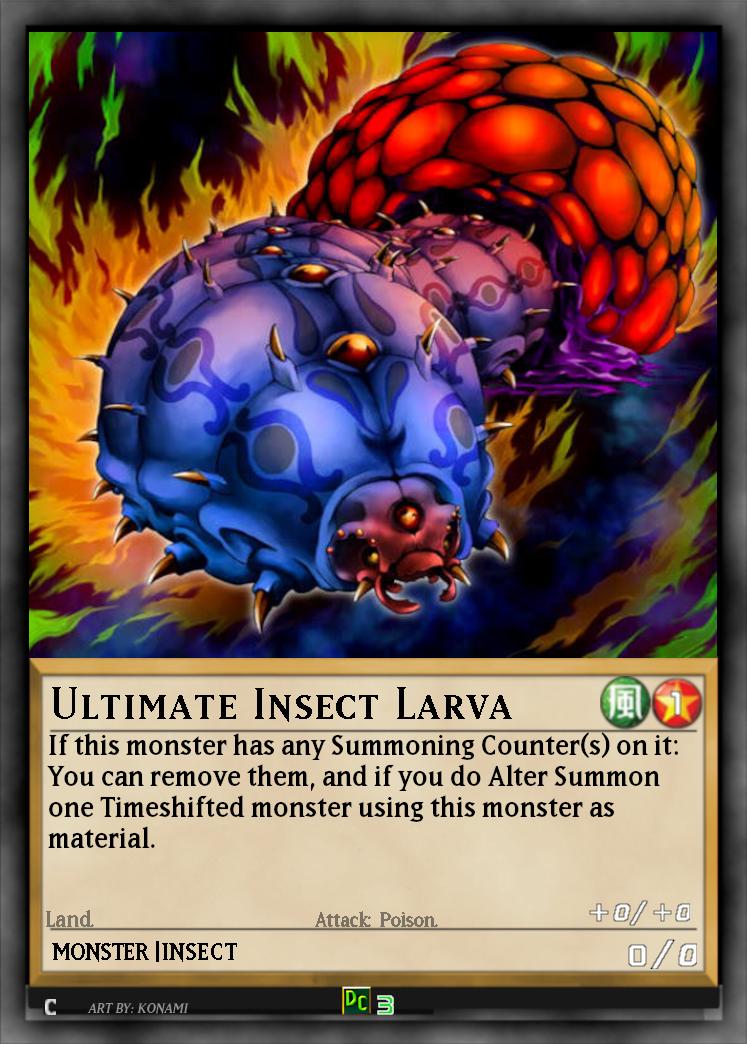 Ultimate Insect Larva 風 1
If this monster has any Summoning Counter(s) on it:
You can remove them, and if you do Alter Summon
one Timeshifted monster using this monster as
material.
Land. Attack: Poison. +0/+0
MONSTER |INSECT 0/0
C ART BY: KONAMI PC 3